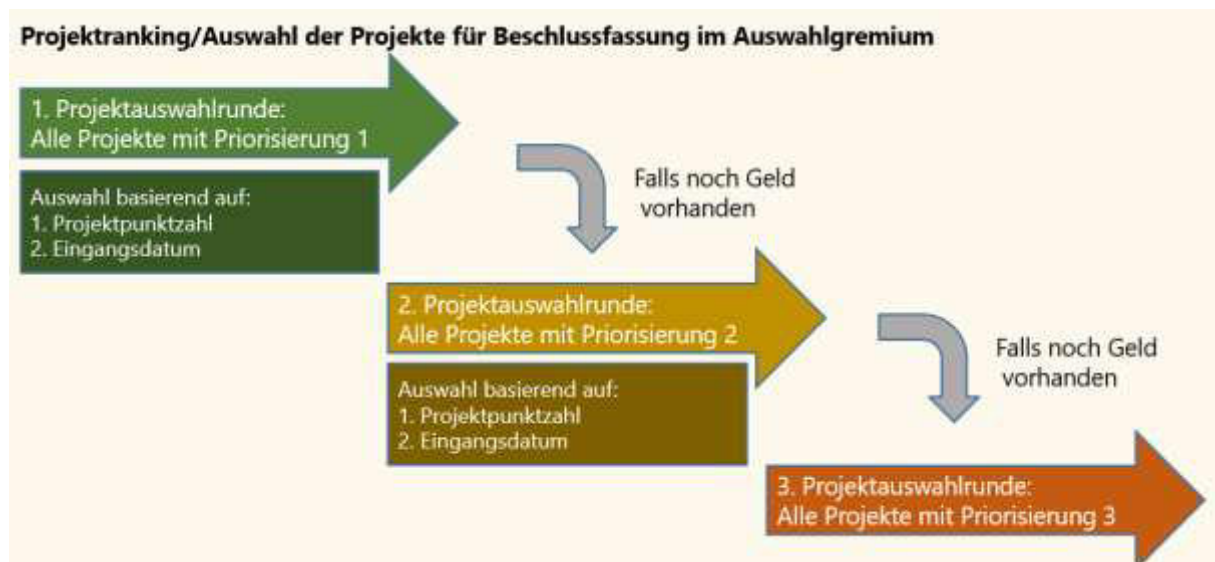 Projektranking/Auswahl der Projekte für Beschlussfassung im Auswahlgremium
1. Projektauswahlrunde:
Alle Projekte mit Priorisierung 1
Auswahl basierend auf:
1. Projektpunktzahl
2. Eingangsdatum
Falls noch Geld
vorhanden
2. Projektauswahlrunde:
Alle Projekte mit Priorisierung 2
Auswahl basierend auf:
1. Projektpunktzahl
2. Eingangsdatum
Falls noch Geld
vorhanden
3. Projektauswahlrunde:
Alle Projekte mit Priorisierung 3